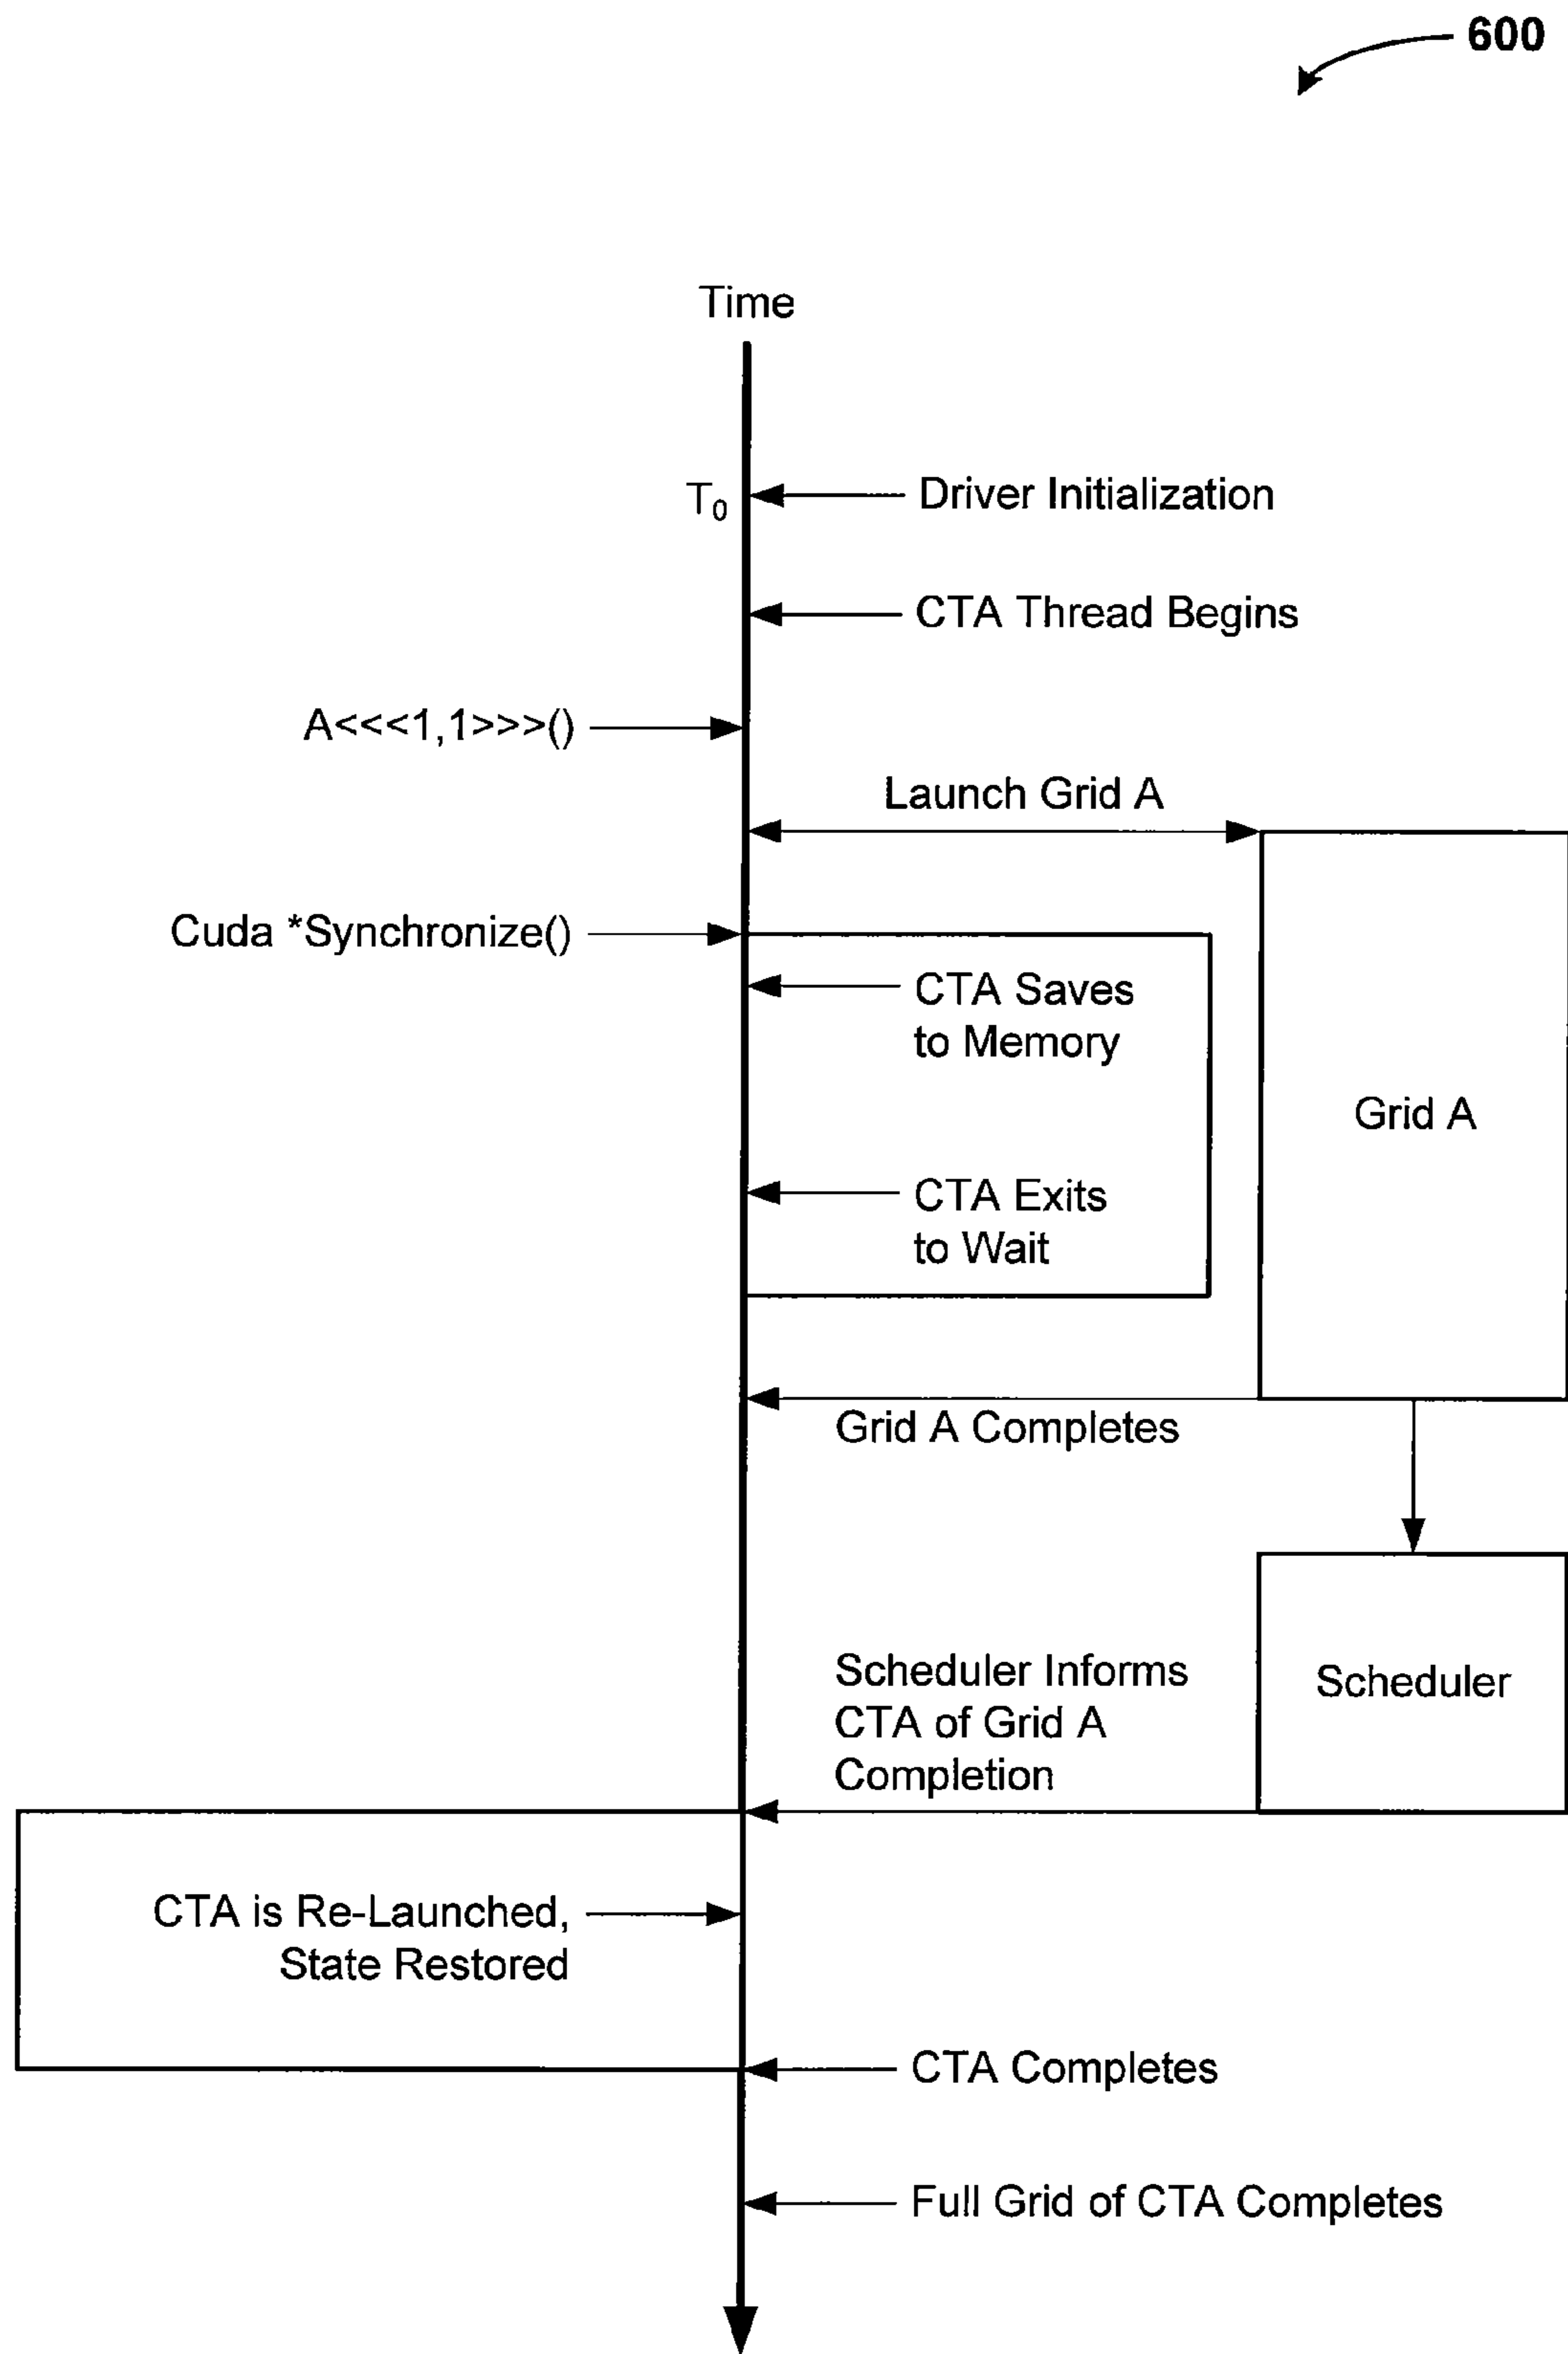 600
Time
T₀
Driver Initialization
CTA Thread Begins
A<<<1,1>>>()
Launch Grid A
Cuda *Synchronize()
CTA Saves
to Memory
Grid A
CTA Exits
to Wait
Grid A Completes
Scheduler Informs
CTA of Grid A
Completion
Scheduler
CTA is Re-Launched,
State Restored
CTA Completes
Full Grid of CTA Completes